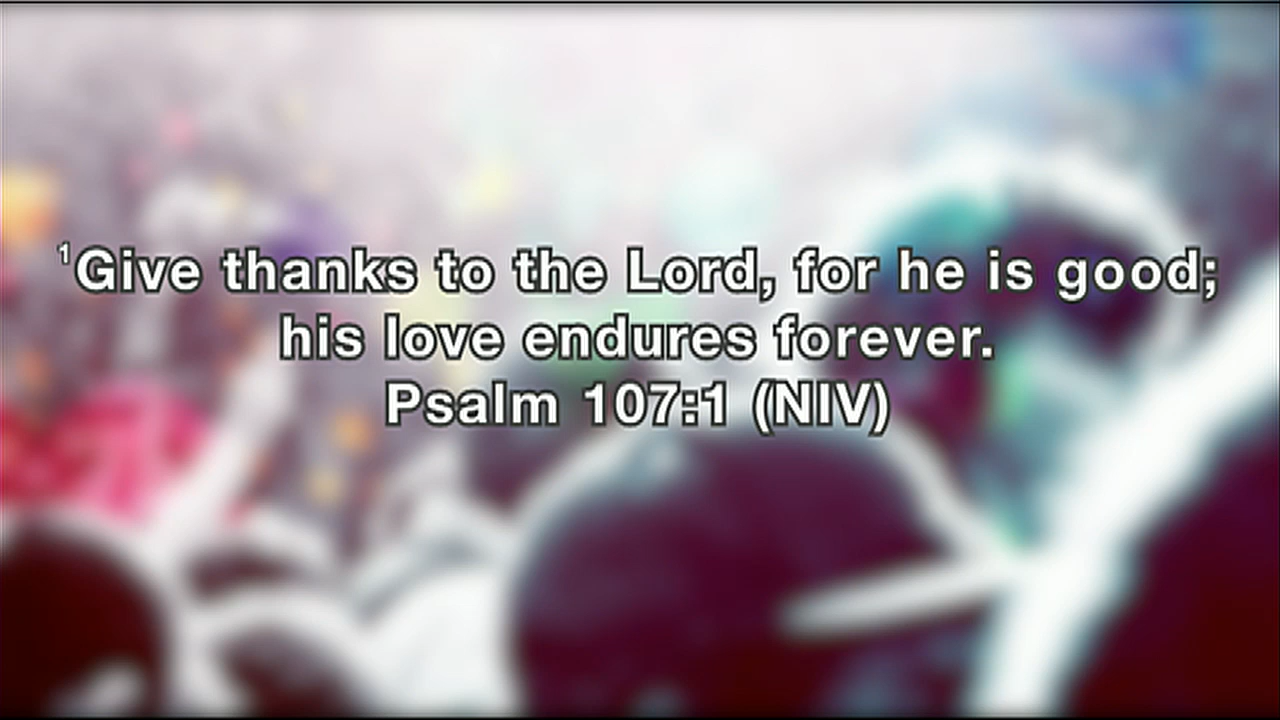 ¹Give thanks to the Lord, for he is good;
his love endures forever.
Psalm 107:1 (NIV)